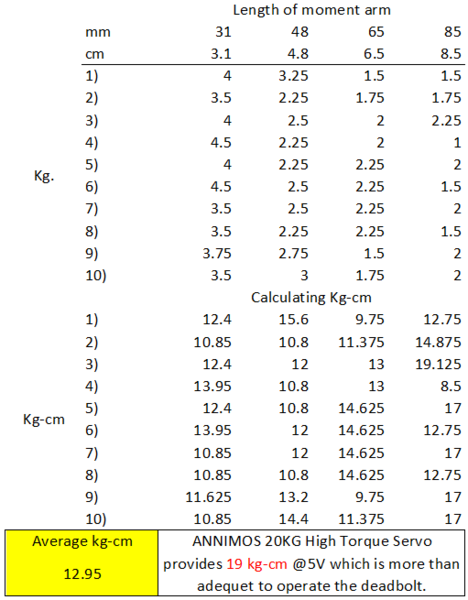 Length of moment arm
mm 31 48 65 85
cm 3.1 4.8 6.5 8.5
1) 4 3.25 1.5 1.5
2) 3.5 2.25 1.75 1.75
3) 4 2.5 2 2.25
4) 4.5 2.25 2 1
5) 4 2.25 2.25 2
Kg.
6) 4.5 2.5 2.25 1.5
7) 3.5 2.5 2.25 2
8) 3.5 2.25 2.25 1.5
9) 3.75 2.75 1.5 2
10) 3.5 3 1.75 2
Calculating Kg-cm
1) 12.4 15.6 9.75 12.75
2) 10.85 10.8 11.375 14.875
3) 12.4 12 13 19.125
4) 13.95 10.8 13 8.5
5) 12.4 10.8 14.625 17
Kg-cm
6) 13.95 12 14.625 12.75
7) 10.85 12 14.625 17
8) 10.85 10.8 14.625 12.75
9) 11.625 13.2 9.75 17
10) 10.85 14.4 11.375 17
Average kg-cm
12.95
ANNIMOS 20KG High Torque Servo
provides 19 kg-cm @5V which is more than
adequet to operate the deadbolt.